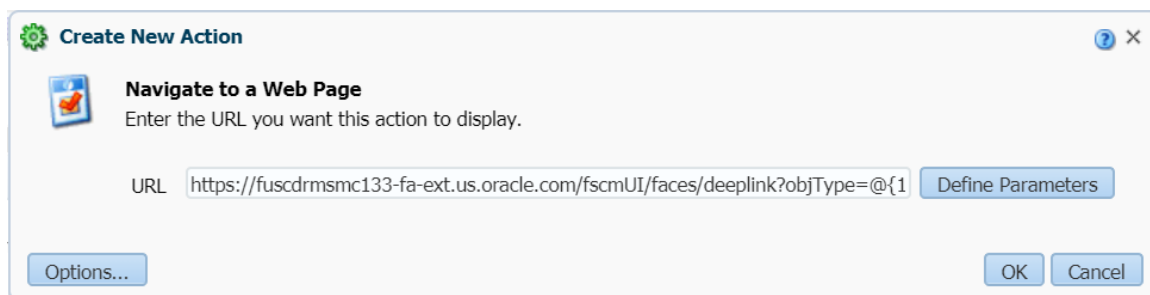 Create New Action
Navigate to a Web Page
Enter the URL you want this action to display.
URL https://fuscdrmsmc133-fa-ext.us.oracle.com/fscmUI/faces/deeplink?objType=@{1 Define Parameters
Options... OK Cancel